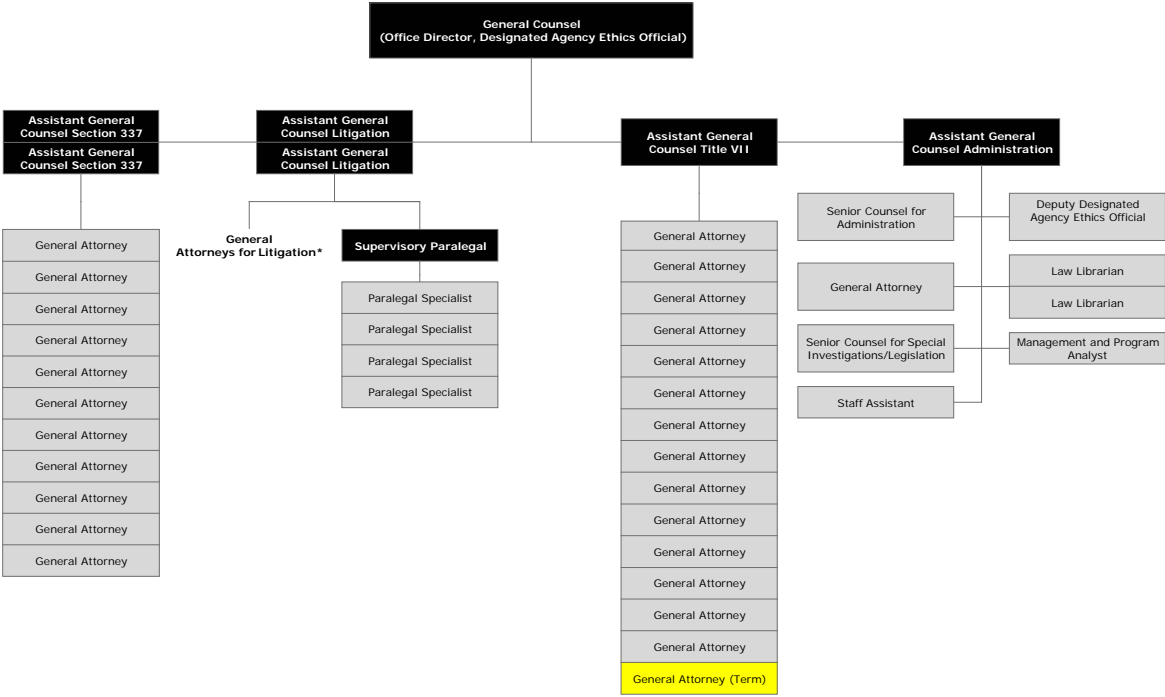 General Counsel
(Office Director, Designated Agency Ethics Official)
Assistant General
Counsel Section 337
Assistant General
Counsel Section 337
General Attorney
General Attorney
General Attorney
General Attorney
General Attorney
General Attorney
General Attorney
General Attorney
General Attorney
General Attorney
General Attorney
Assistant General
Counsel Litigation
Assistant General
Counsel Litigation
General
Attorneys for Litigation*
Supervisory Paralegal
Paralegal Specialist
Paralegal Specialist
Paralegal Specialist
Paralegal Specialist
Assistant General
Counsel Title VII
General Attorney
General Attorney
General Attorney
General Attorney
General Attorney
General Attorney
General Attorney
General Attorney
General Attorney
General Attorney
General Attorney
General Attorney
General Attorney
General Attorney
General Attorney (Term)
Assistant General
Counsel Administration
Senior Counsel for
Administration
Deputy Designated
Agency Ethics Official
General Attorney
Law Librarian
Law Librarian
Senior Counsel for Special
Investigations/Legislation
Management and Program
Analyst
Staff Assistant